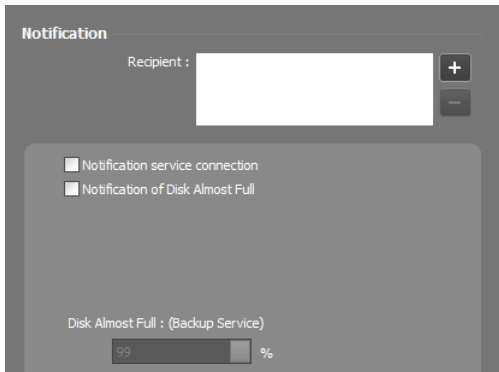 Notification
Recipient :
+
−
Notification service connection
Notification of Disk Almost Full
Disk Almost Full : (Backup Service)
99 %